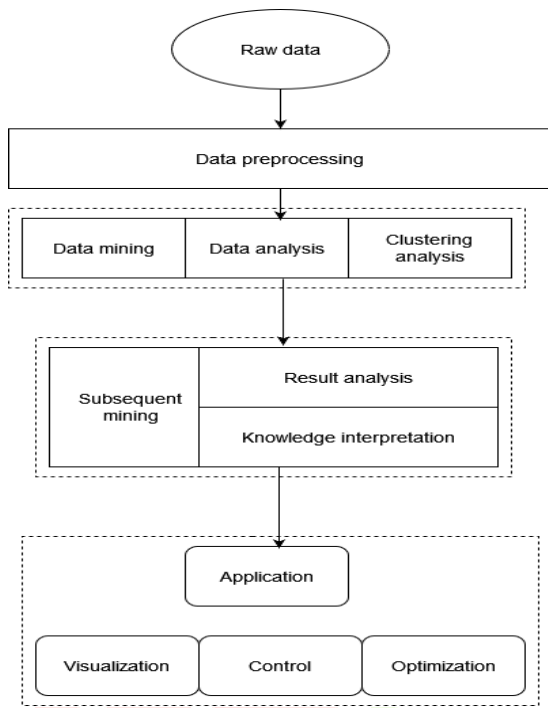 Raw data
Data preprocessing
Data mining
Data analysis
Clustering
analysis
Subsequent
mining
Result analysis
Knowledge interpretation
Application
Visualization
Control
Optimization